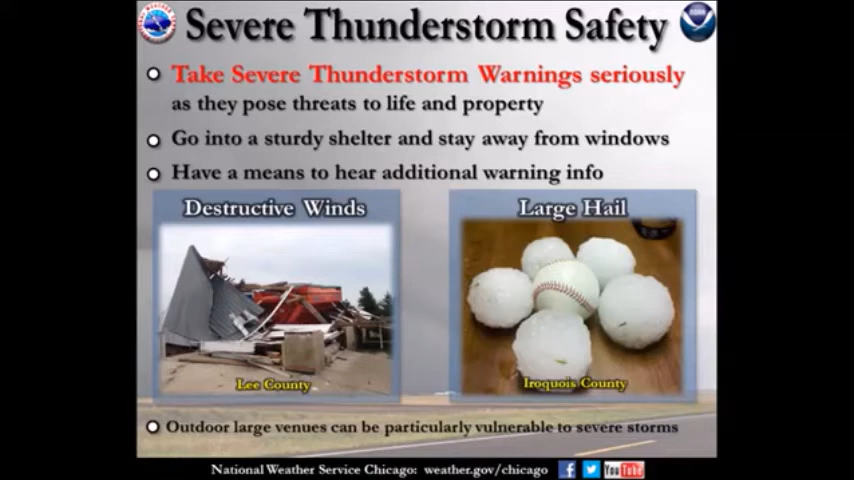 Severe Thunderstorm Safety
Take Severe Thunderstorm Warnings seriously
as they pose threats to life and property
Go into a sturdy shelter and stay away from windows
Have a means to hear additional warning info
Destructive Winds
Large Hail
Lee County
Iroquois County
Outdoor large venues can be particularly vulnerable to severe storms
National Weather Service Chicago: weather.gov/chicago f YouTube